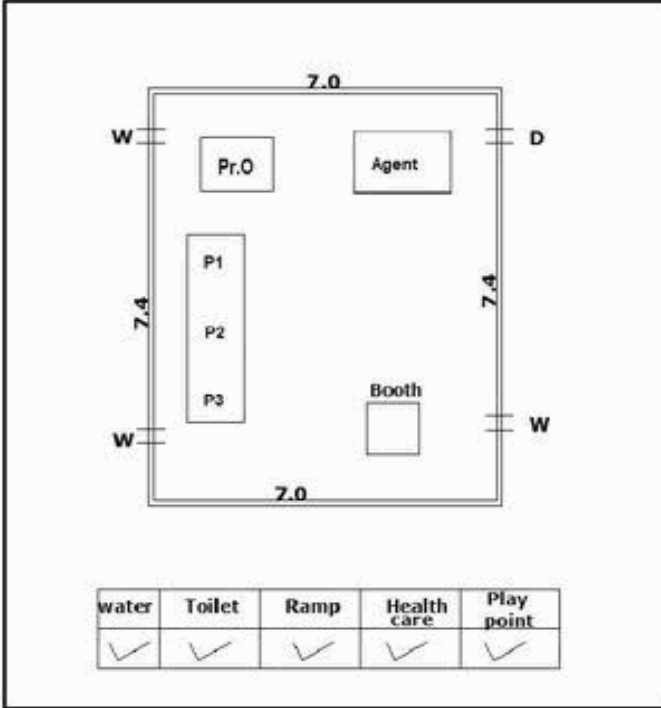 7.0
W
D
Pr.O
Agent
P1
7.4
7.4
P2
Booth
P3
W
W
7.0
water Toilet Ramp Health care Play point